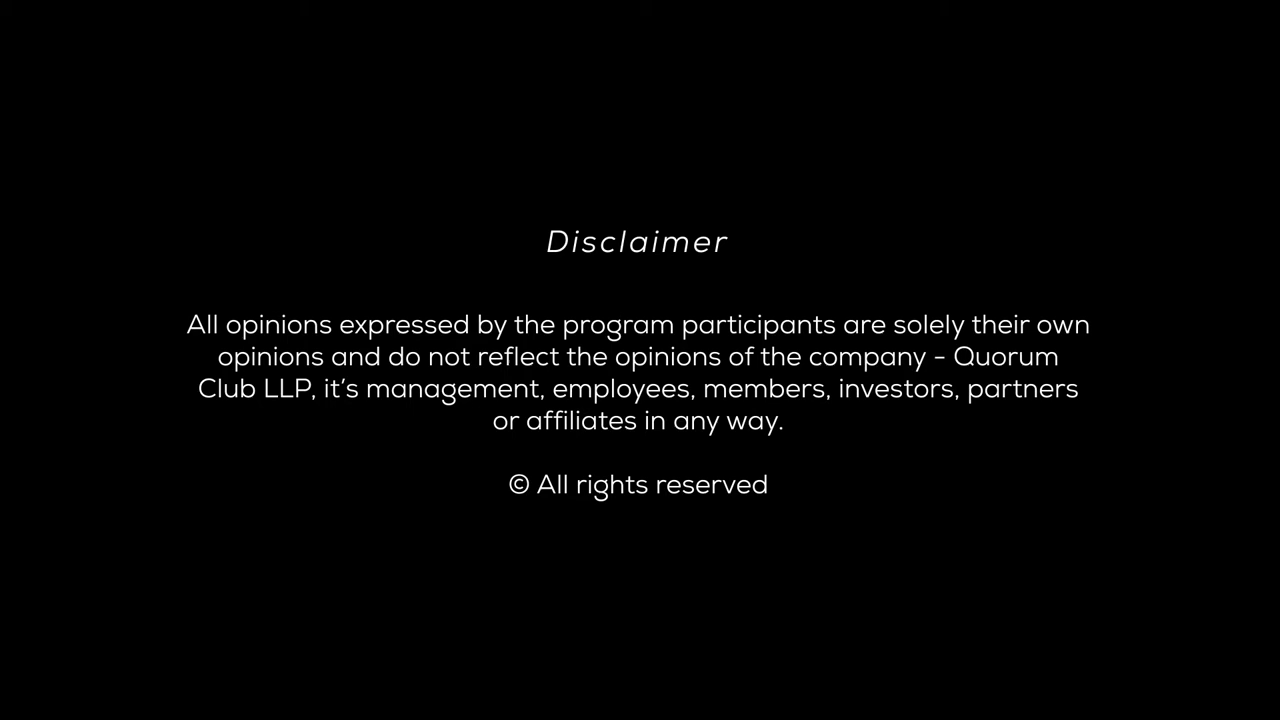 Disclaimer
All opinions expressed by the program participants are solely their own
opinions and do not reflect the opinions of the company - Quorum
Club LLP, it’s management, employees, members, investors, partners
or affiliates in any way.
© All rights reserved